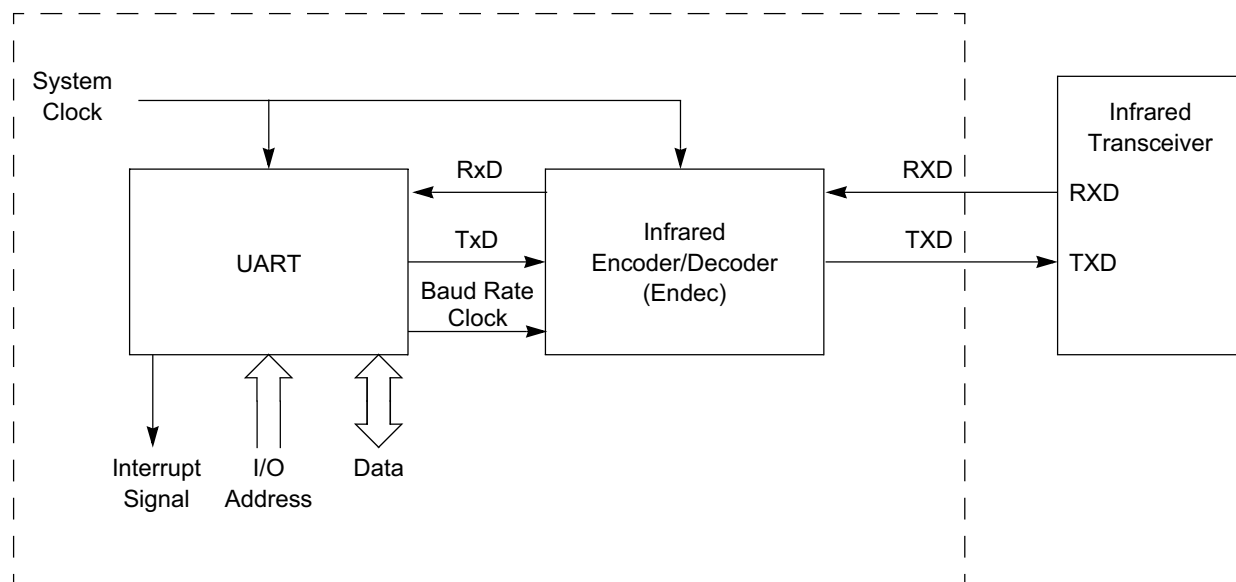 System
Clock
Infrared
Transceiver
RxD
RXD
RXD
UART
TxD
Infrared
Encoder/Decoder
(Endec)
TXD
TXD
Baud Rate
Clock
Interrupt
Signal
I/O
Address
Data